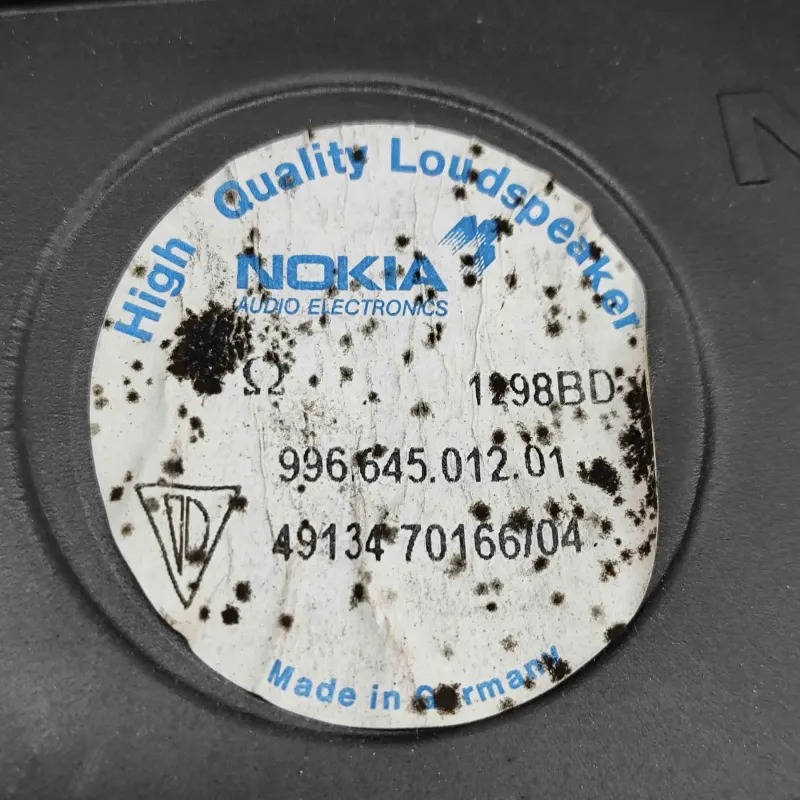 High Quality Loudspeaker
NOKIA
AUDIO ELECTRONICS
Ω 1298BD
996.645.012.01
49134 70166/04
Made in Germany